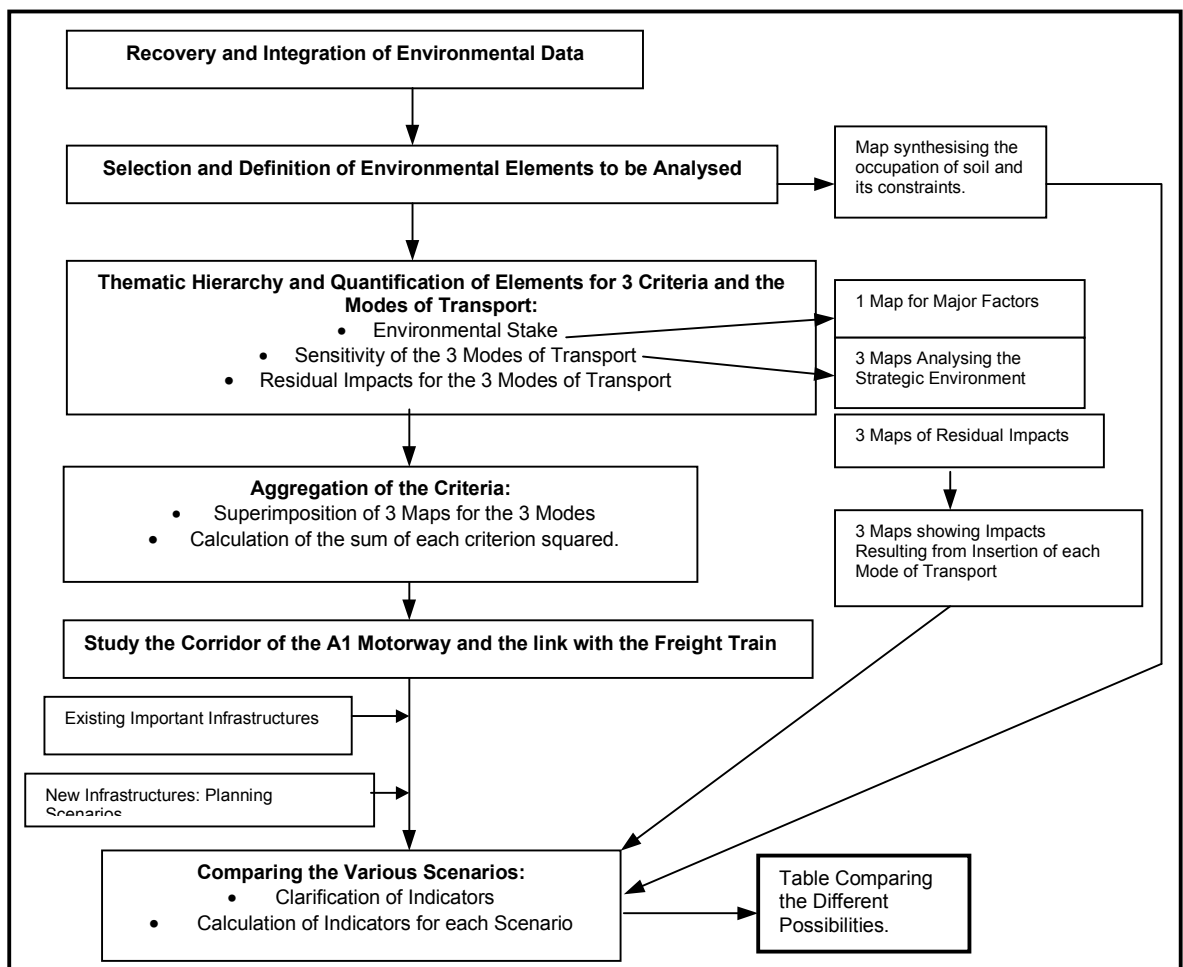 Recovery and Integration of Environmental Data
Selection and Definition of Environmental Elements to be Analysed
Map synthesising the
occupation of soil and
its constraints.
Thematic Hierarchy and Quantification of Elements for 3 Criteria and the
Modes of Transport:
• Environmental Stake
• Sensitivity of the 3 Modes of Transport
• Residual Impacts for the 3 Modes of Transport
1 Map for Major Factors
3 Maps Analysing the
Strategic Environment
3 Maps of Residual Impacts
Aggregation of the Criteria:
• Superimposition of 3 Maps for the 3 Modes
• Calculation of the sum of each criterion squared.
3 Maps showing Impacts
Resulting from Insertion of each
Mode of Transport
Study the Corridor of the A1 Motorway and the link with the Freight Train
Existing Important Infrastructures
New Infrastructures: Planning
Scenarios
Comparing the Various Scenarios:
• Clarification of Indicators
• Calculation of Indicators for each Scenario
Table Comparing
the Different
Possibilities.